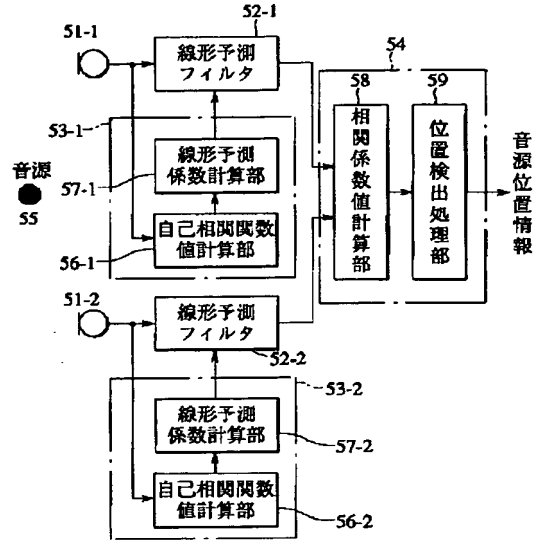 51-1
52-1
線形予測
フィルタ
54
58
59
53-1
線形予測
係数計算部
57-1
相関係数値計算部
位置検出処理部
音源位置情報
音源
55
自己相関関数
値計算部
56-1
51-2
線形予測
フィルタ
52-2
53-2
線形予測
係数計算部
57-2
自己相関関数
値計算部
56-2